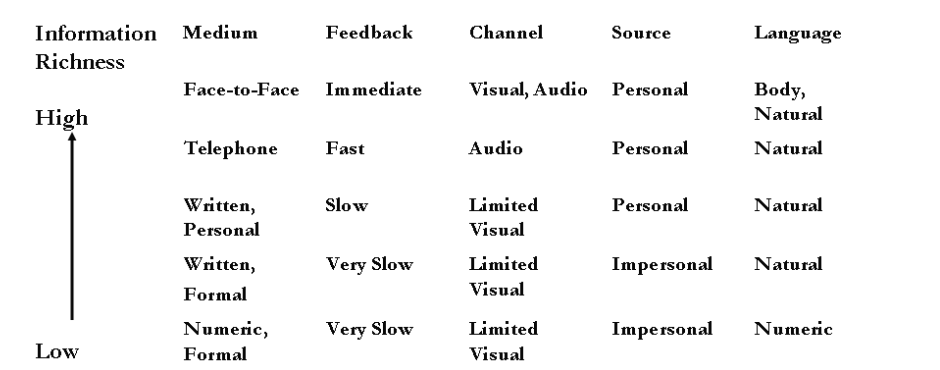 Information Medium Feedback Channel Source Language
Richness
Face-to-Face Immediate Visual, Audio Personal Body,
Natural
High
Telephone Fast Audio Personal Natural
Written, Slow Limited Personal Natural
Personal Visual
Written, Very Slow Limited Impersonal Natural
Formal Visual
Numeric, Very Slow Limited Impersonal Numeric
Low Formal Visual